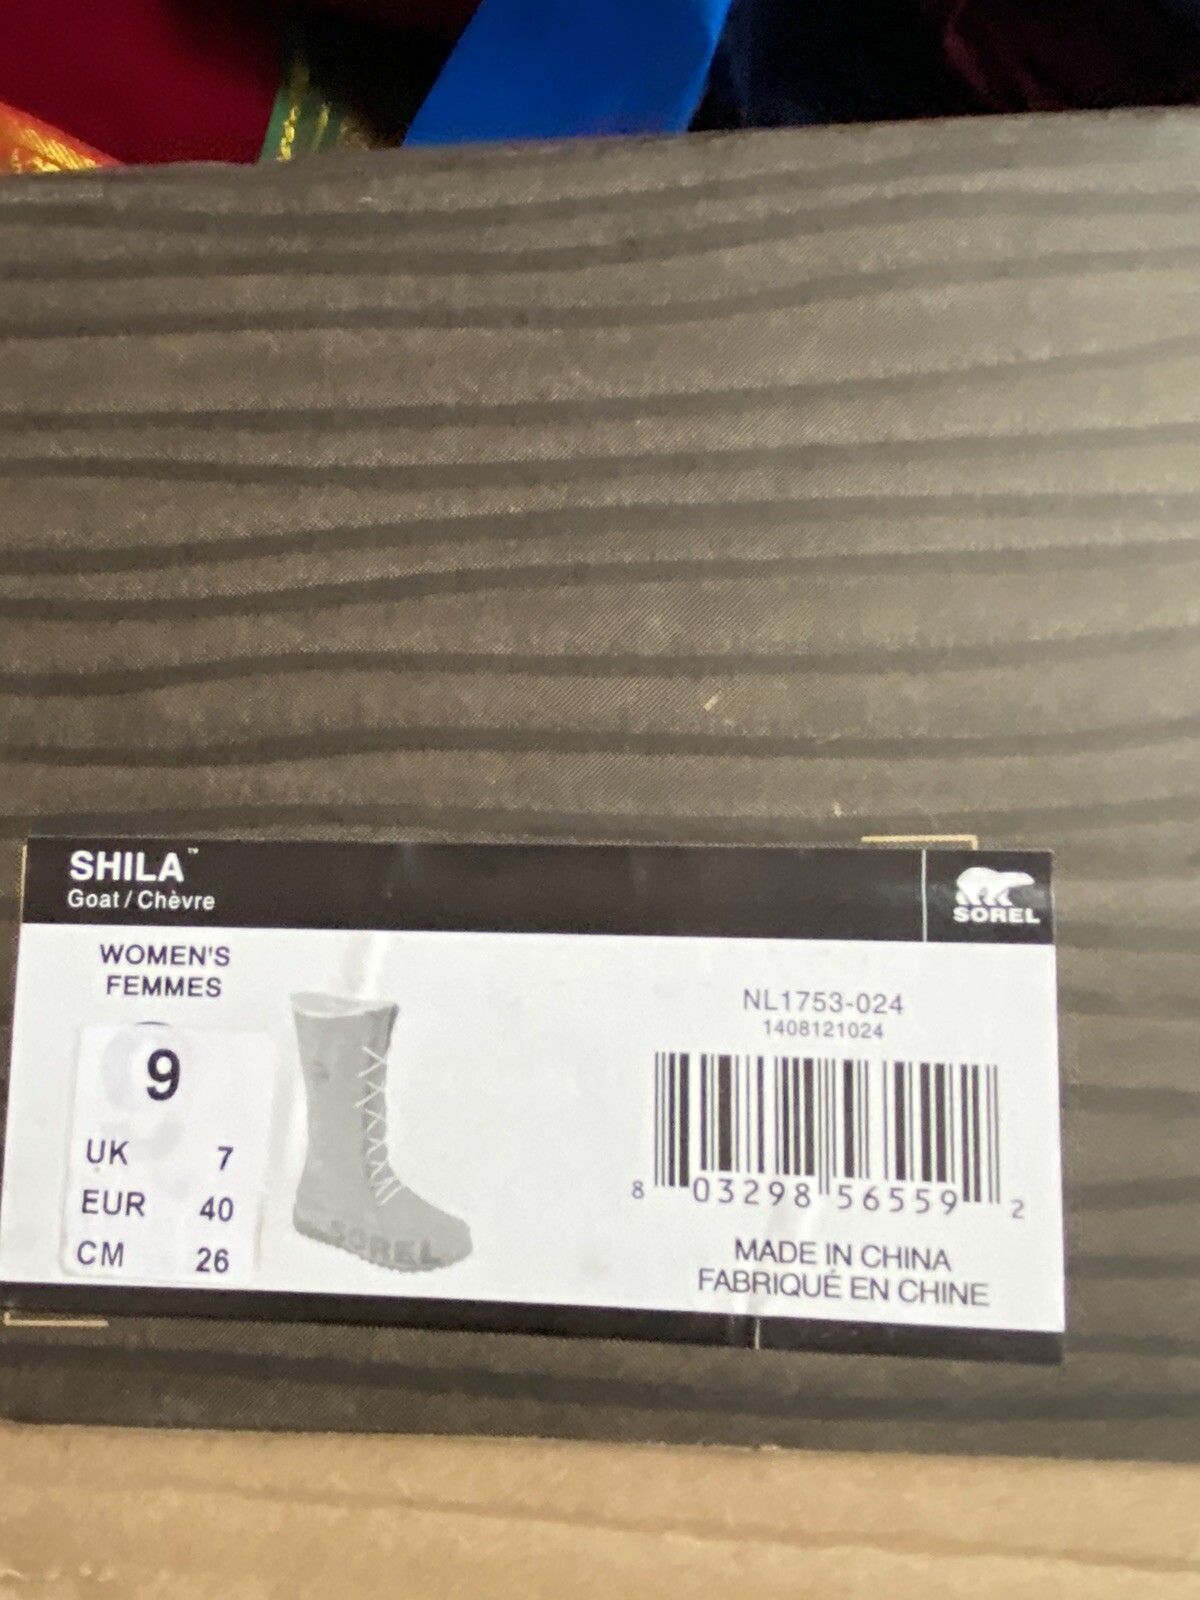 SHILA™
Goat / Chèvre
SOREL
WOMEN'S
FEMMES
9
UK 7
EUR 40
CM 26
SOREL
NL1753-024
1408121024
8 03298 56559 2
MADE IN CHINA
FABRIQUÉ EN CHINE